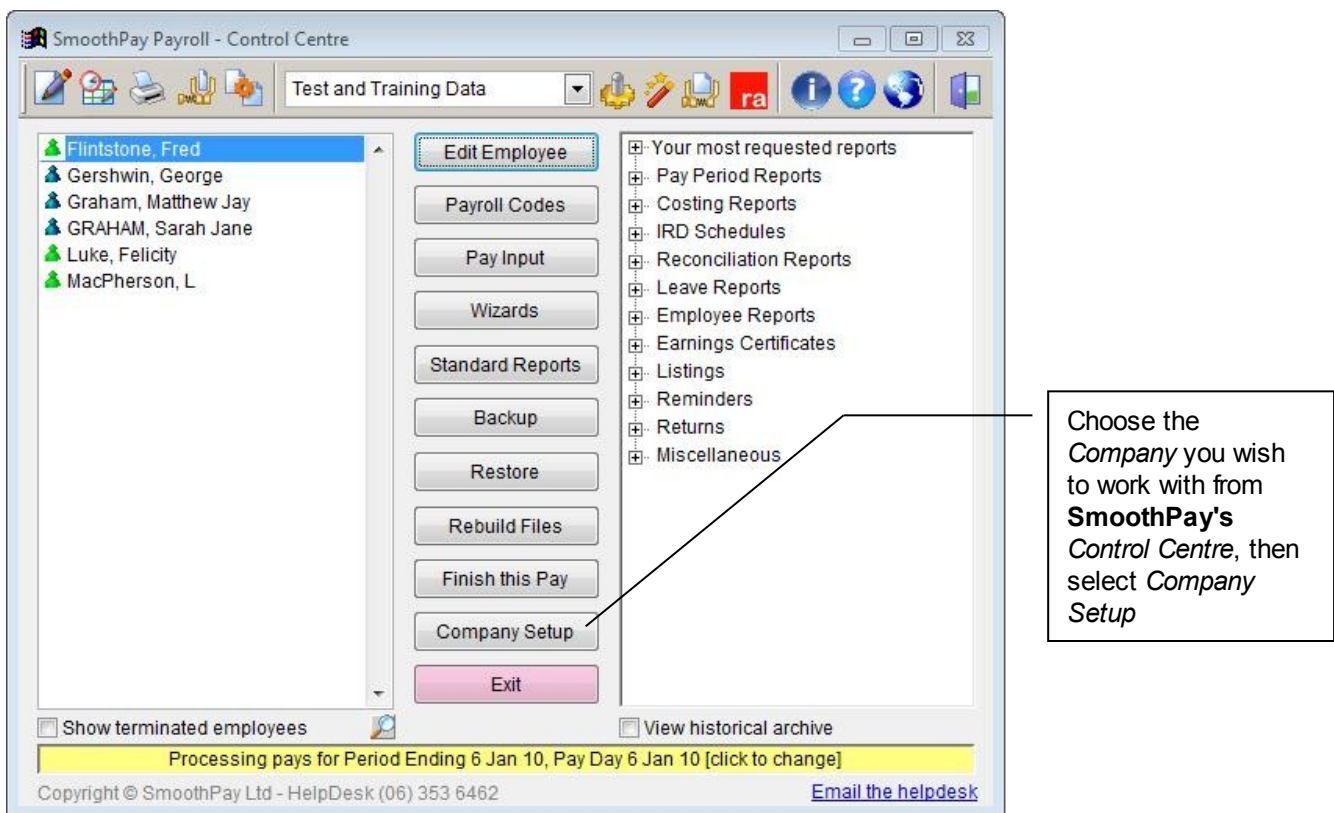 SmoothPay Payroll - Control Centre
Test and Training Data
ra
Flintstone, Fred
Gershwin, George
Graham, Matthew Jay
GRAHAM, Sarah Jane
Luke, Felicity
MacPherson, L
Edit Employee
Payroll Codes
Pay Input
Wizards
Standard Reports
Backup
Restore
Rebuild Files
Finish this Pay
Company Setup
Exit
Your most requested reports
Pay Period Reports
Costing Reports
IRD Schedules
Reconciliation Reports
Leave Reports
Employee Reports
Earnings Certificates
Listings
Reminders
Returns
Miscellaneous
Show terminated employees
View historical archive
Processing pays for Period Ending 6 Jan 10, Pay Day 6 Jan 10 [click to change]
Copyright © SmoothPay Ltd - HelpDesk (06) 353 6462
Email the helpdesk
Choose the
Company you wish
to work with from
SmoothPay's
Control Centre, then
select Company
Setup